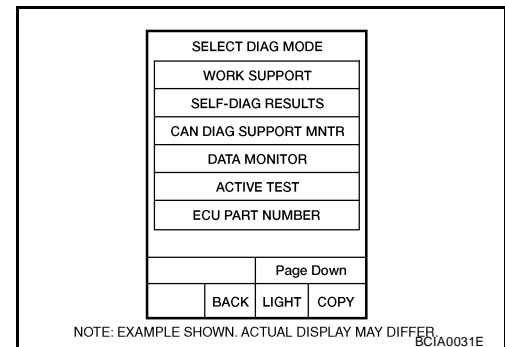 SELECT DIAG MODE
WORK SUPPORT
SELF-DIAG RESULTS
CAN DIAG SUPPORT MNTR
DATA MONITOR
ACTIVE TEST
ECU PART NUMBER
Page Down
BACK LIGHT COPY
NOTE: EXAMPLE SHOWN. ACTUAL DISPLAY MAY DIFFER.
BCIA0031E